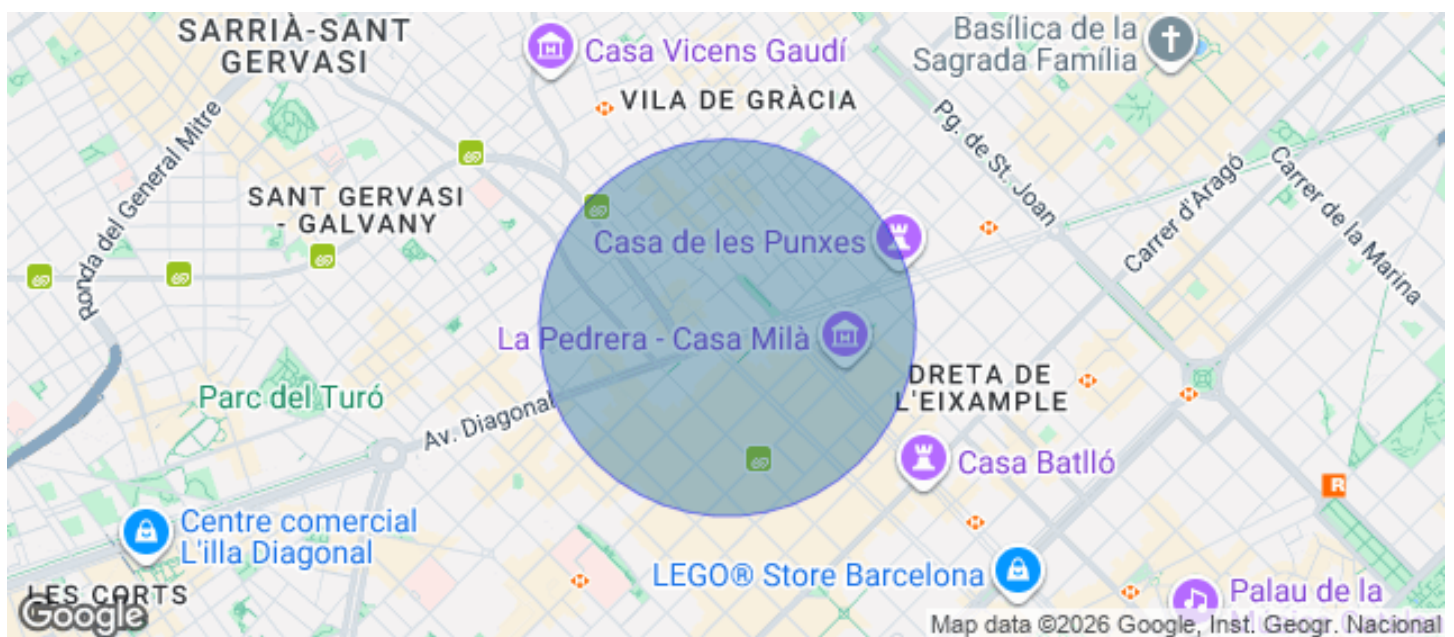 SARRIÀ-SANT
GERVASI
Casa Vicens Gaudí
Basílica de la
Sagrada Família
VILA DE GRÀCIA
Ronda del General Mitre
Pg. de St. Joan
Carrer d'Aragó
Carrer de la Marina
SANT GERVASI
- GALVANY
Casa de les Punxes
La Pedrera - Casa Milà
Parc del Turó
Av. Diagonal
DRETA DE
L'EIXAMPLE
Casa Batlló
R
Centre comercial
L'illa Diagonal
LEGO® Store Barcelona
LES CORTS
Palau de la
Google
Map data ©2026 Google, Inst. Geogr. Nacional